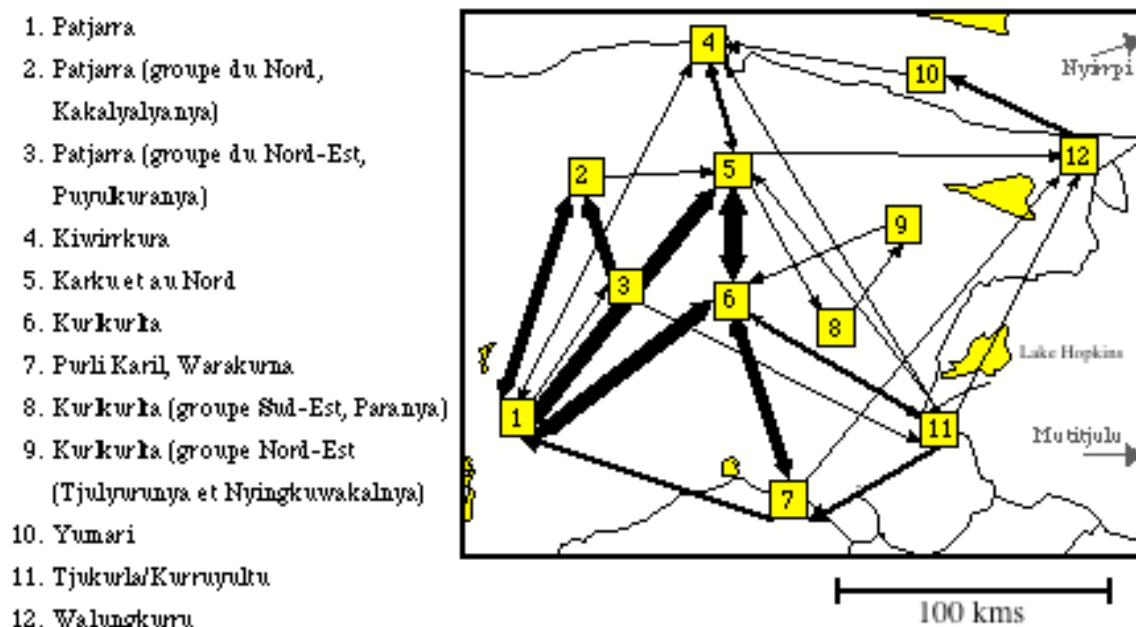 1. Patjarra
2. Patjarra (groupe du Nord,
Kakalyalyanya)
3. Patjarra (groupe du Nord-Est,
Puyukuranya)
4. Kiwirrkura
5. Karku et au Nord
6. Kurlkurlta
7. Purli Karil, Warakurna
8. Kurlkurlta (groupe Sud-Est, Paranya)
9. Kurlkurlta (groupe Nord-Est
(Tjulyurunya et Nyingkuwakalnya)
10. Yumari
11. Tjukurla/Kurruyultu
12. Walungkurru
4
10
Nyirrpi
12
5
2
9
3
6
8
Lake Hopkins
1
11
Mutitjulu
7
100 kms